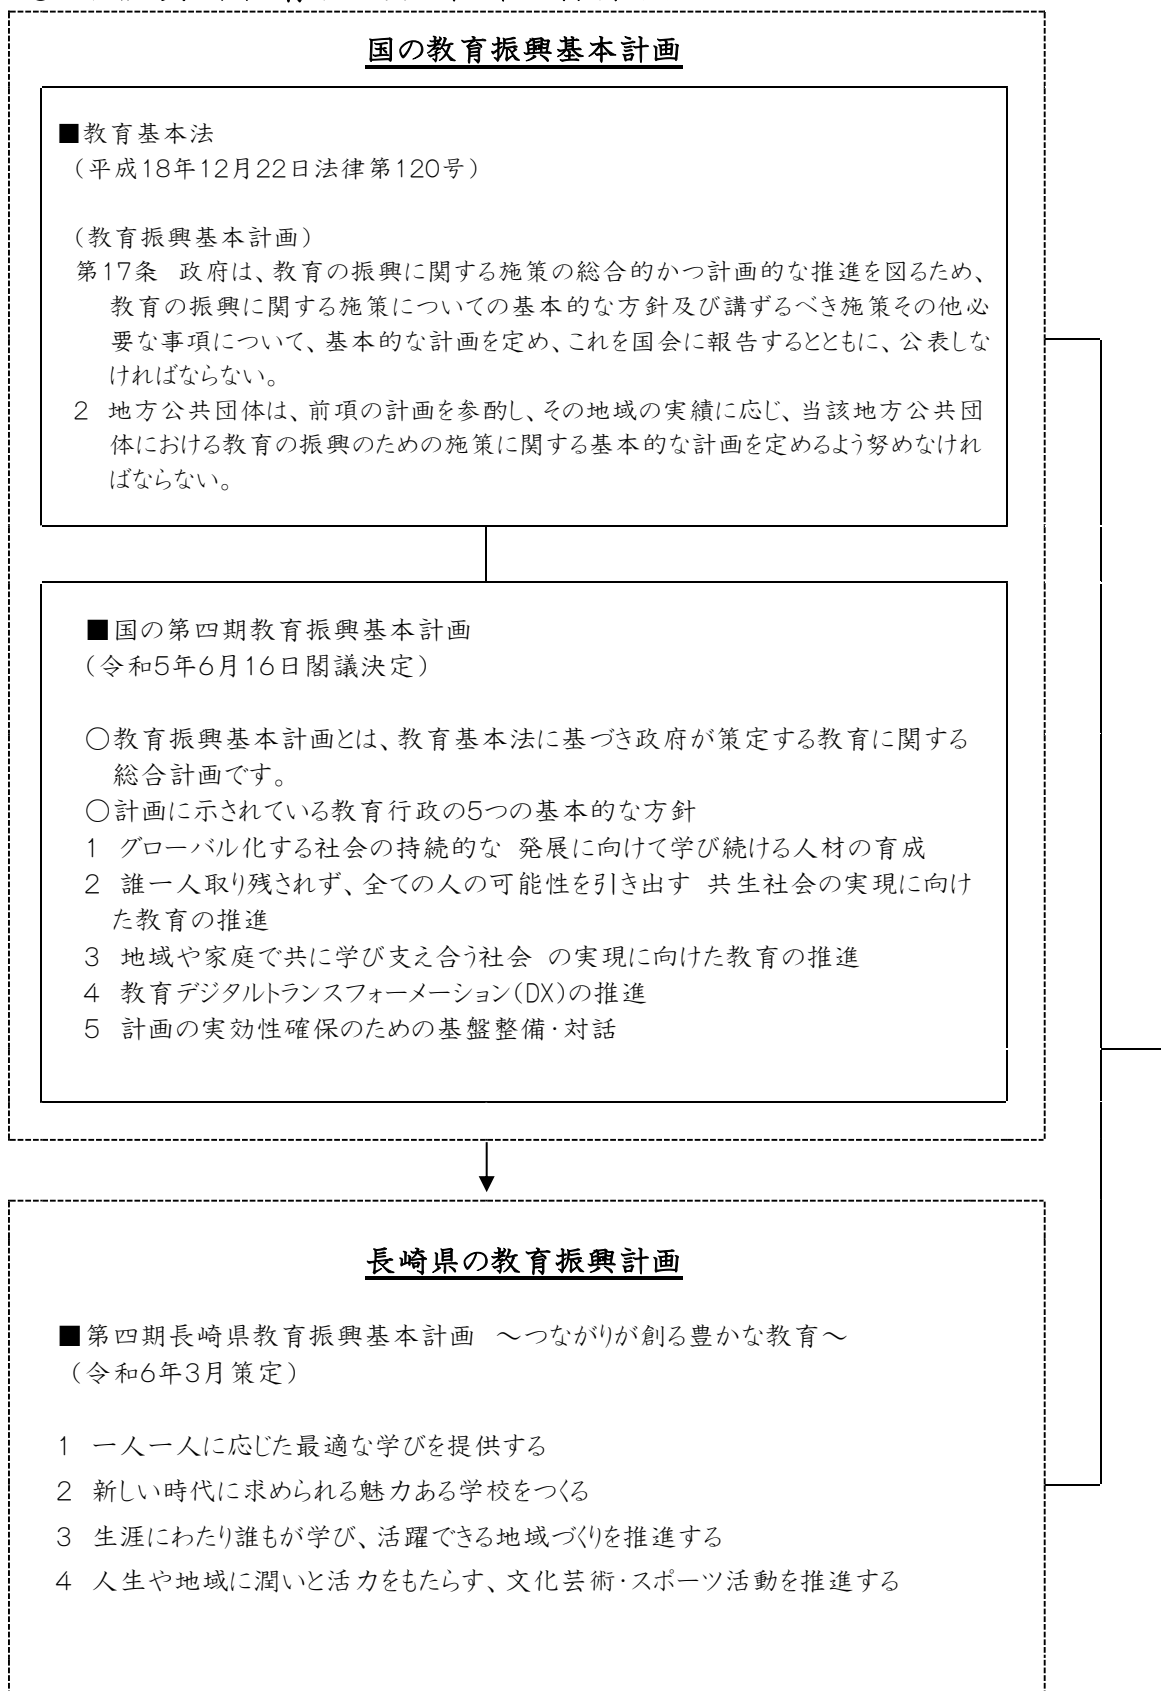 国の教育振興基本計画
■教育基本法
（平成18年12月22日法律第120号）
（教育振興基本計画）
第17条 政府は、教育の振興に関する施策の総合的かつ計画的な推進を図るため、
教育の振興に関する施策についての基本的な方針及び講ずるべき施策その他必
要な事項について、基本的な計画を定め、これを国会に報告するとともに、公表しな
ければならない。
2 地方公共団体は、前項の計画を参酌し、その地域の実績に応じ、当該地方公共団
体における教育の振興のための施策に関する基本的な計画を定めるよう努めなけれ
ばならない。
■国の第四期教育振興基本計画
（令和5年6月16日閣議決定）
○教育振興基本計画とは、教育基本法に基づき政府が策定する教育に関する
総合計画です。
○計画に示されている教育行政の5つの基本的な方針
1 グローバル化する社会の持続的な 発展に向けて学び続ける人材の育成
2 誰一人取り残されず、全ての人の可能性を引き出す 共生社会の実現に向け
た教育の推進
3 地域や家庭で共に学び支え合う社会 の実現に向けた教育の推進
4 教育デジタルトランスフォーメーション（DX）の推進
5 計画の実効性確保のための基盤整備・対話
長崎県の教育振興計画
■第四期長崎県教育振興基本計画 ～つながりが創る豊かな教育～
（令和6年3月策定）
1 一人一人に応じた最適な学びを提供する
2 新しい時代に求められる魅力ある学校をつくる
3 生涯にわたり誰もが学び、活躍できる地域づくりを推進する
4 人生や地域に潤いと活力をもたらす、文化芸術・スポーツ活動を推進する